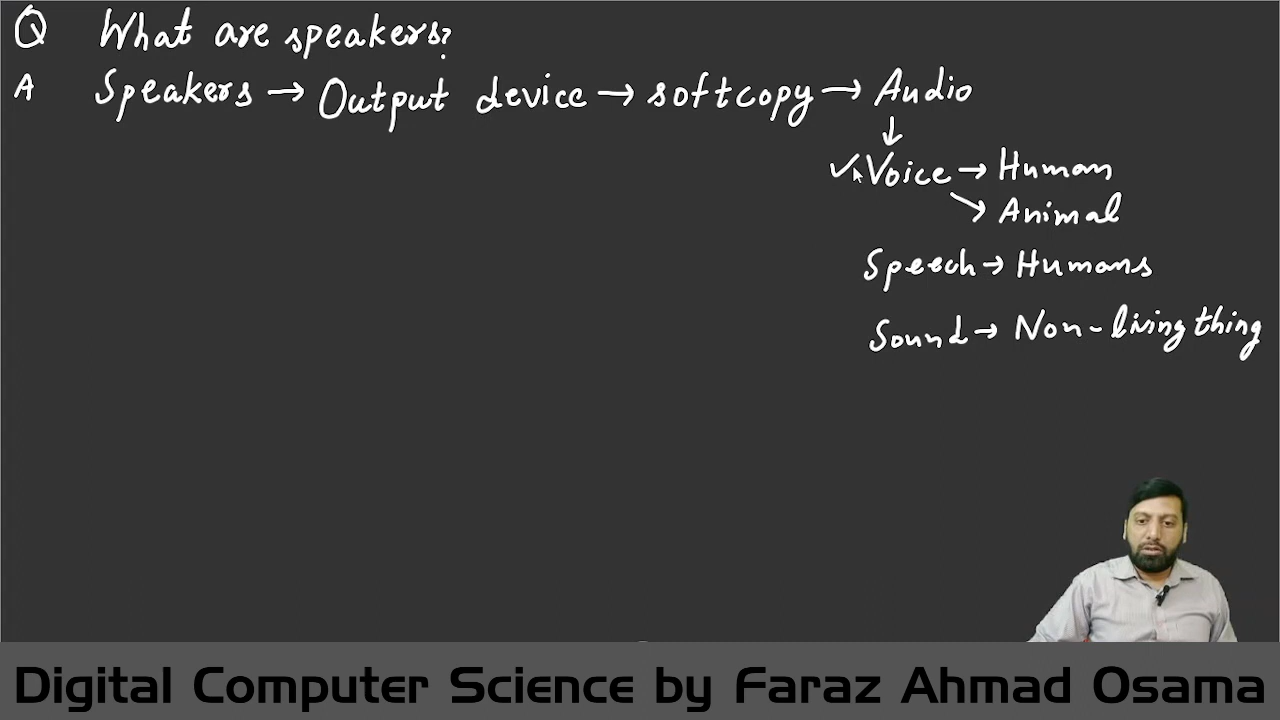 Q What are speakers?
A Speakers → Output device → softcopy → Audio
↓
✓ Voice → Human
→ Animal
Speech → Humans
Sound → Non-living thing
Digital Computer Science by Faraz Ahmad Osama